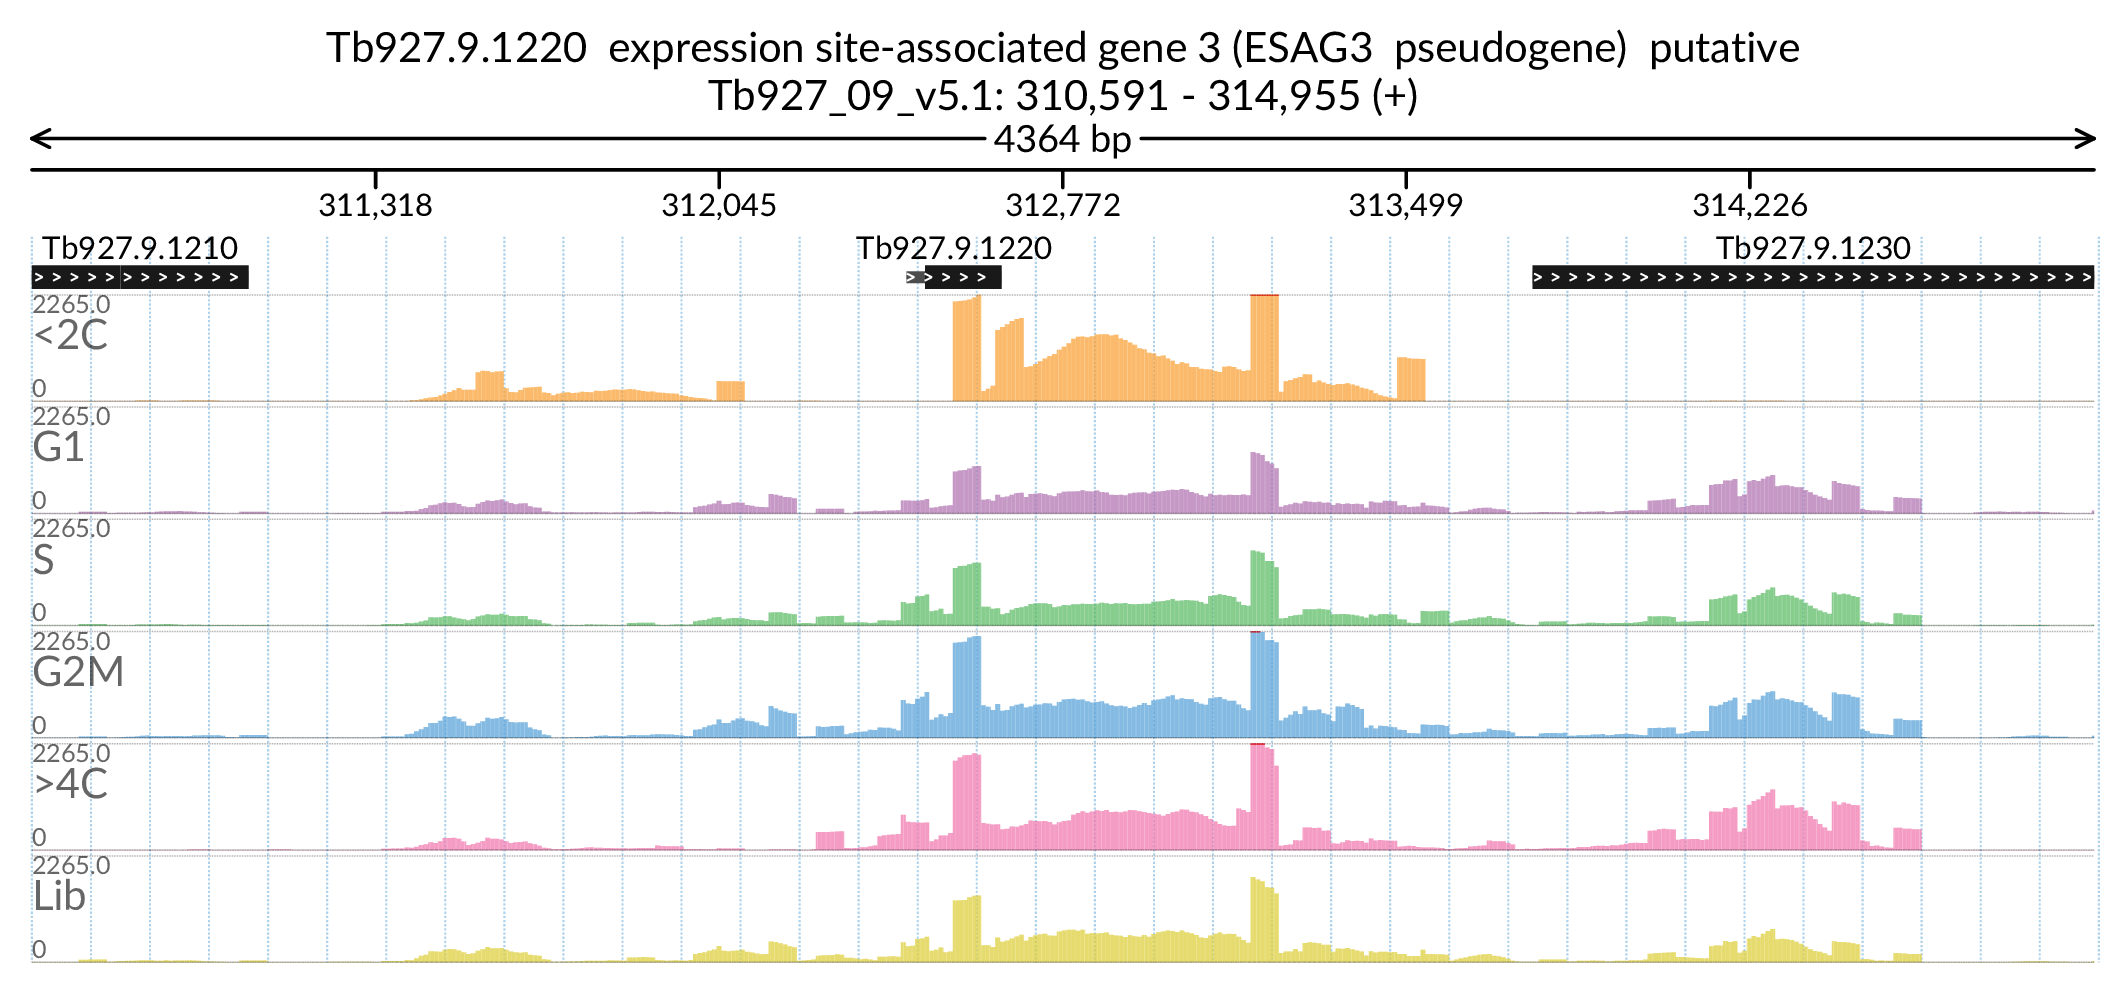 Tb927.9.1220  expression site-associated gene 3 (ESAG3  pseudogene)  putative
Tb927_09_v5.1: 310,591 - 314,955 (+)
4364 bp
311,318 312,045 312,772 313,499 314,226
Tb927.9.1210 Tb927.9.1220 Tb927.9.1230
2265.0
<2C
0
2265.0
G1
0
2265.0
S
0
2265.0
G2M
0
2265.0
>4C
0
2265.0
Lib
0